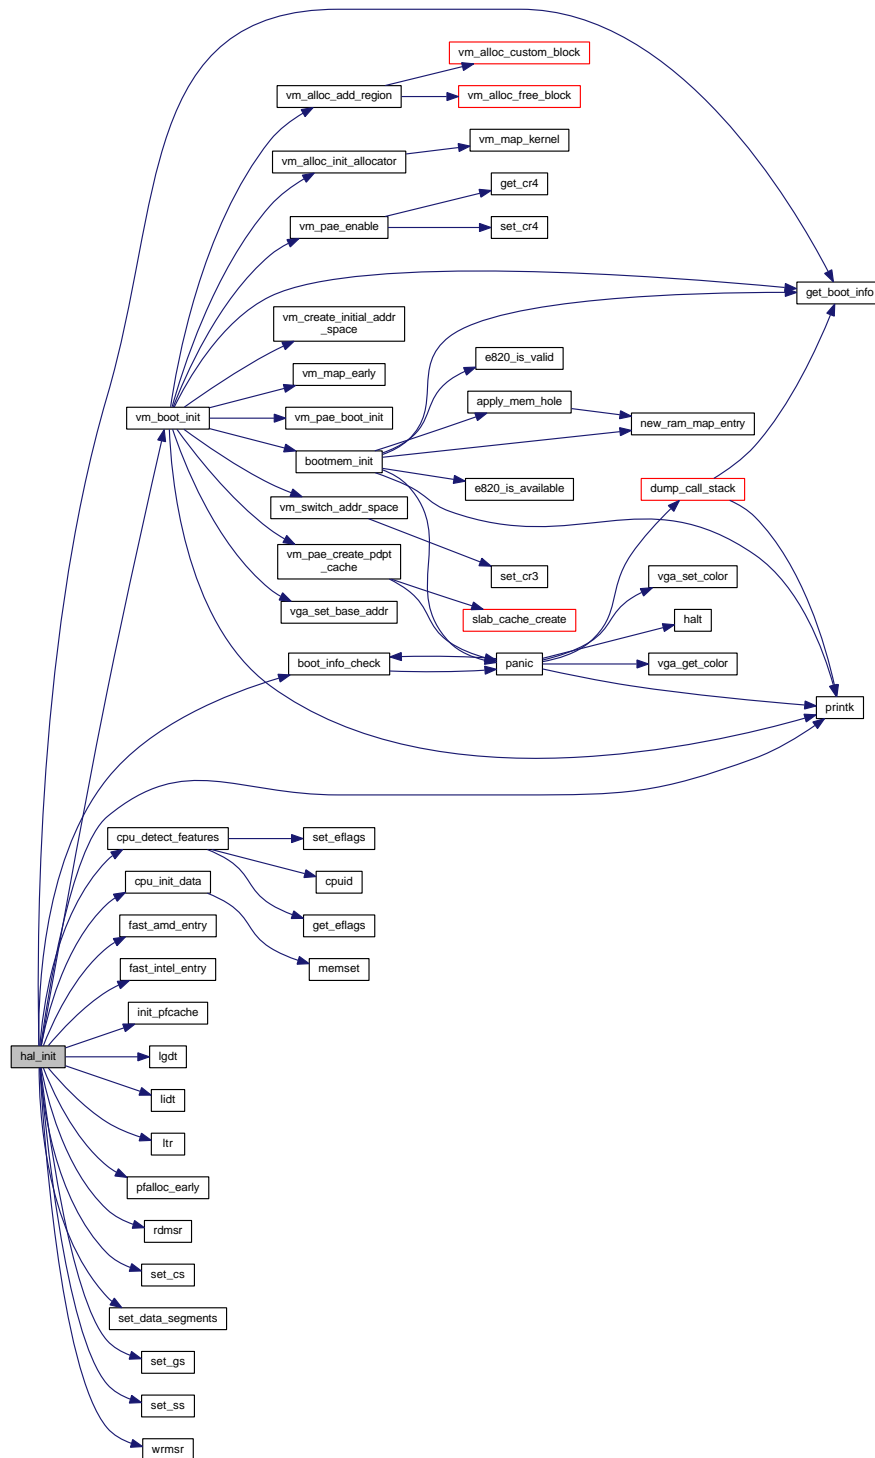 vm_alloc_custom_block
vm_alloc_add_region
vm_alloc_free_block
vm_map_kernel
vm_alloc_init_allocator
get_cr4
vm_pae_enable
set_cr4
get_boot_info
vm_create_initial_addr
_space
e820_is_valid
vm_map_early
apply_mem_hole
vm_boot_init
vm_pae_boot_init
new_ram_map_entry
bootmem_init
e820_is_available
dump_call_stack
vm_switch_addr_space
vm_pae_create_pdpt
_cache
set_cr3
vga_set_color
vga_set_base_addr
slab_cache_create
halt
boot_info_check
panic
vga_get_color
printk
cpu_detect_features
set_eflags
cpu_init_data
cpuid
fast_amd_entry
get_eflags
fast_intel_entry
memset
init_pfcache
hal_init
lgdt
lidt
ltr
pfalloc_early
rdmsr
set_cs
set_data_segments
set_gs
set_ss
wrmsr